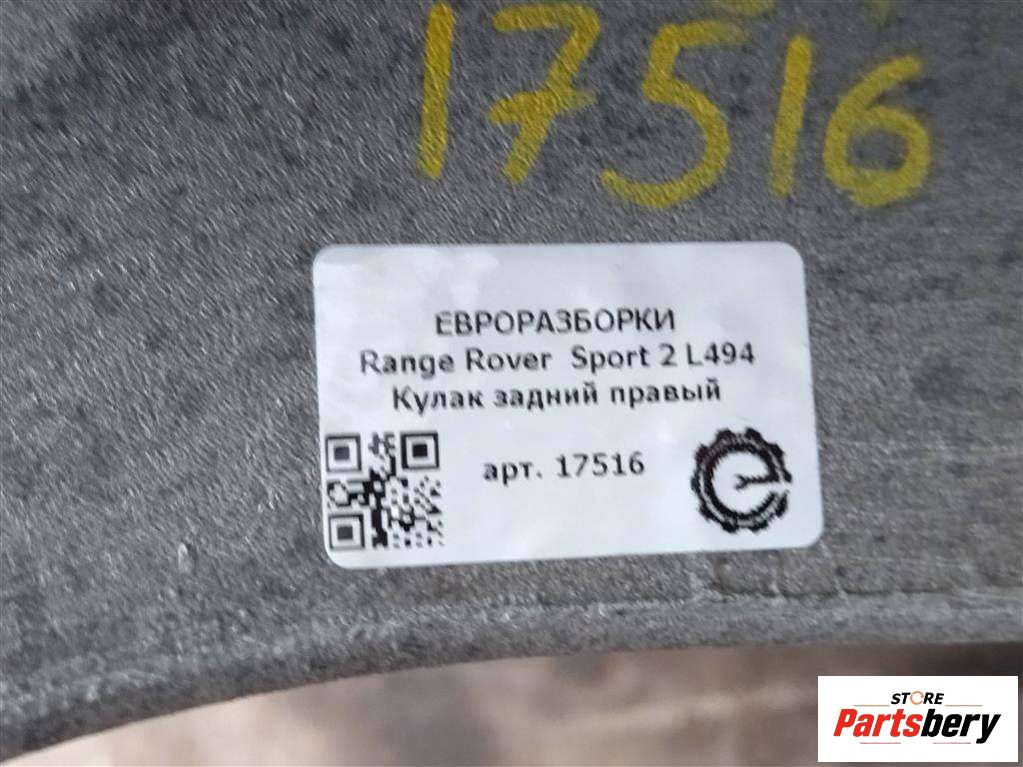 17516
ЕВРОРАЗБОРКИ
Range Rover Sport 2 L494
Кулак задний правый
арт. 17516
STORE
Partsbery